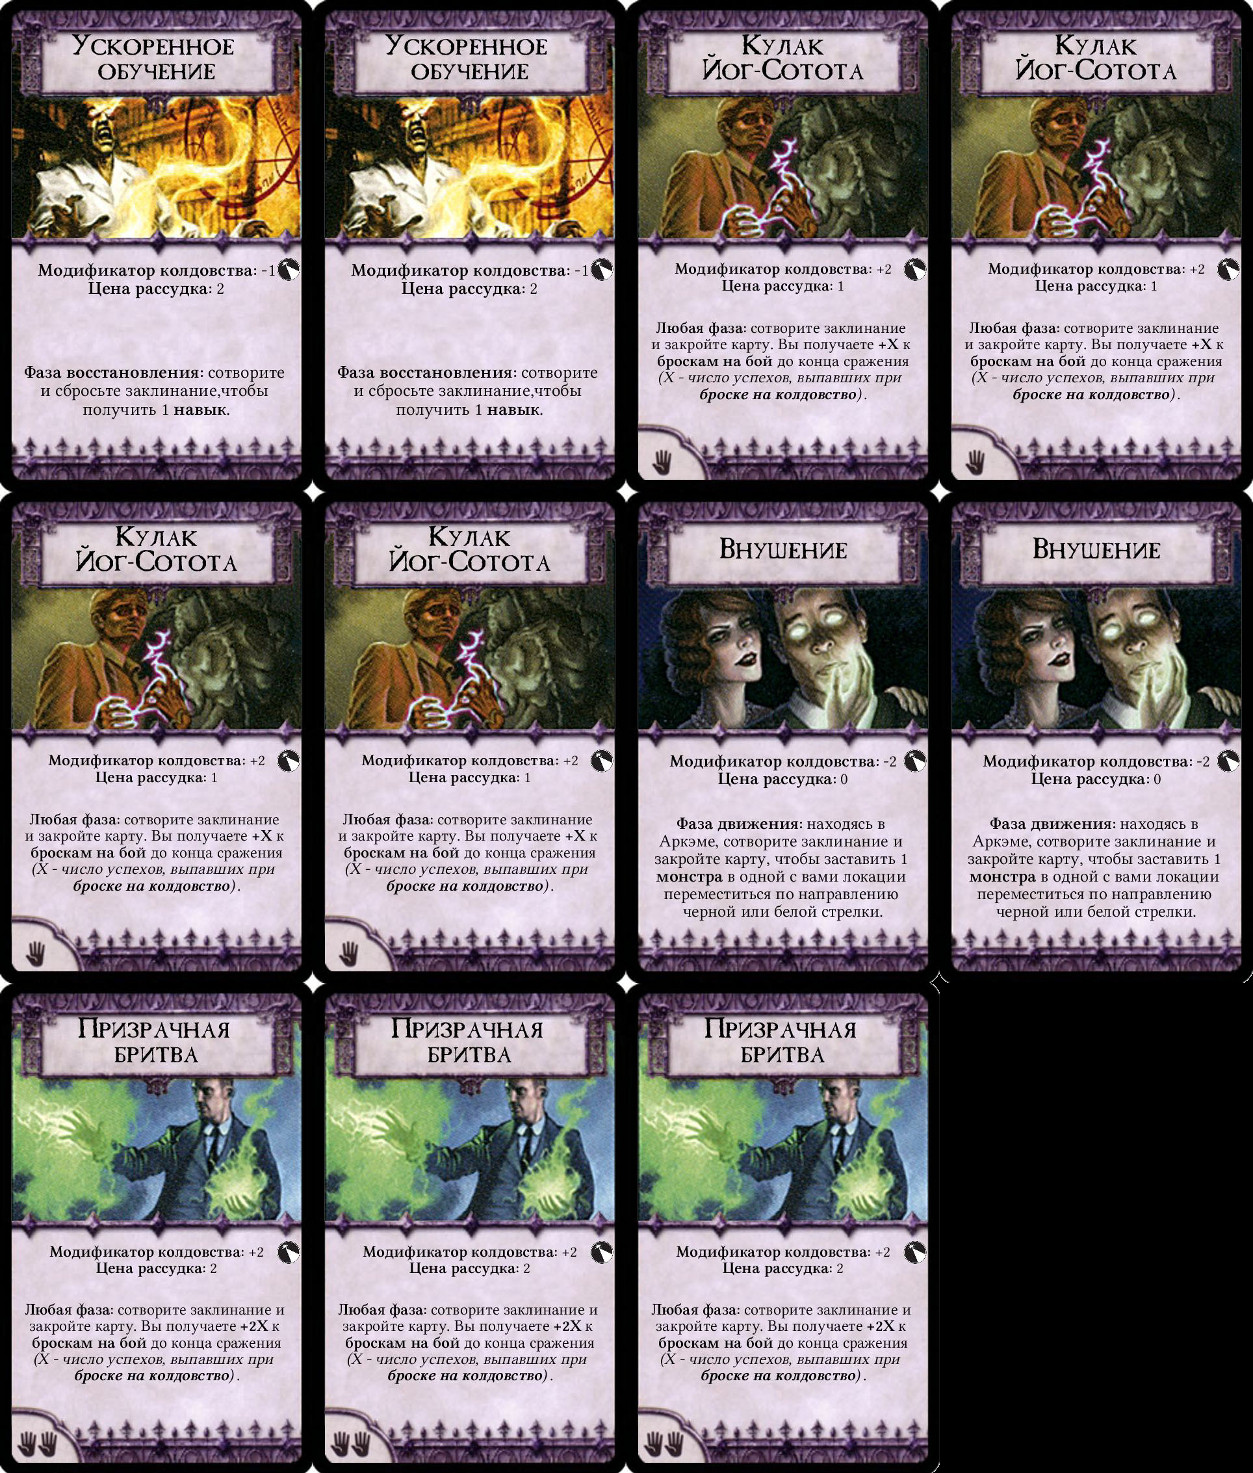 Ускоренное
обучение
Модификатор колдовства: -1
Цена рассудка: 2
Фаза восстановления: сотворите
и сбросьте заклинание,чтобы
получить 1 навык.
Ускоренное
обучение
Модификатор колдовства: -1
Цена рассудка: 2
Фаза восстановления: сотворите
и сбросьте заклинание,чтобы
получить 1 навык.
Кулак
Йог-Сотота
Модификатор колдовства: +2
Цена рассудка: 1
Любая фаза: сотворите заклинание
и закройте карту. Вы получаете +X к
броскам на бой до конца сражения
(X - число успехов, выпавших при
броске на колдовство).
Кулак
Йог-Сотота
Модификатор колдовства: +2
Цена рассудка: 1
Любая фаза: сотворите заклинание
и закройте карту. Вы получаете +X к
броскам на бой до конца сражения
(X - число успехов, выпавших при
броске на колдовство).
Кулак
Йог-Сотота
Модификатор колдовства: +2
Цена рассудка: 1
Любая фаза: сотворите заклинание
и закройте карту. Вы получаете +X к
броскам на бой до конца сражения
(X - число успехов, выпавших при
броске на колдовство).
Кулак
Йог-Сотота
Модификатор колдовства: +2
Цена рассудка: 1
Любая фаза: сотворите заклинание
и закройте карту. Вы получаете +X к
броскам на бой до конца сражения
(X - число успехов, выпавших при
броске на колдовство).
Внушение
Модификатор колдовства: -2
Цена рассудка: 0
Фаза движения: находясь в
Аркэме, сотворите заклинание и
закройте карту, чтобы заставить 1
монстра в одной с вами локации
переместиться по направлению
черной или белой стрелки.
Внушение
Модификатор колдовства: -2
Цена рассудка: 0
Фаза движения: находясь в
Аркэме, сотворите заклинание и
закройте карту, чтобы заставить 1
монстра в одной с вами локации
переместиться по направлению
черной или белой стрелки.
Призрачная
бритва
Модификатор колдовства: +2
Цена рассудка: 2
Любая фаза: сотворите заклинание и
закройте карту. Вы получаете +2X к
броскам на бой до конца сражения
(X - число успехов, выпавших при
броске на колдовство).
Призрачная
бритва
Модификатор колдовства: +2
Цена рассудка: 2
Любая фаза: сотворите заклинание и
закройте карту. Вы получаете +2X к
броскам на бой до конца сражения
(X - число успехов, выпавших при
броске на колдовство).
Призрачная
бритва
Модификатор колдовства: +2
Цена рассудка: 2
Любая фаза: сотворите заклинание и
закройте карту. Вы получаете +2X к
броскам на бой до конца сражения
(X - число успехов, выпавших при
броске на колдовство).